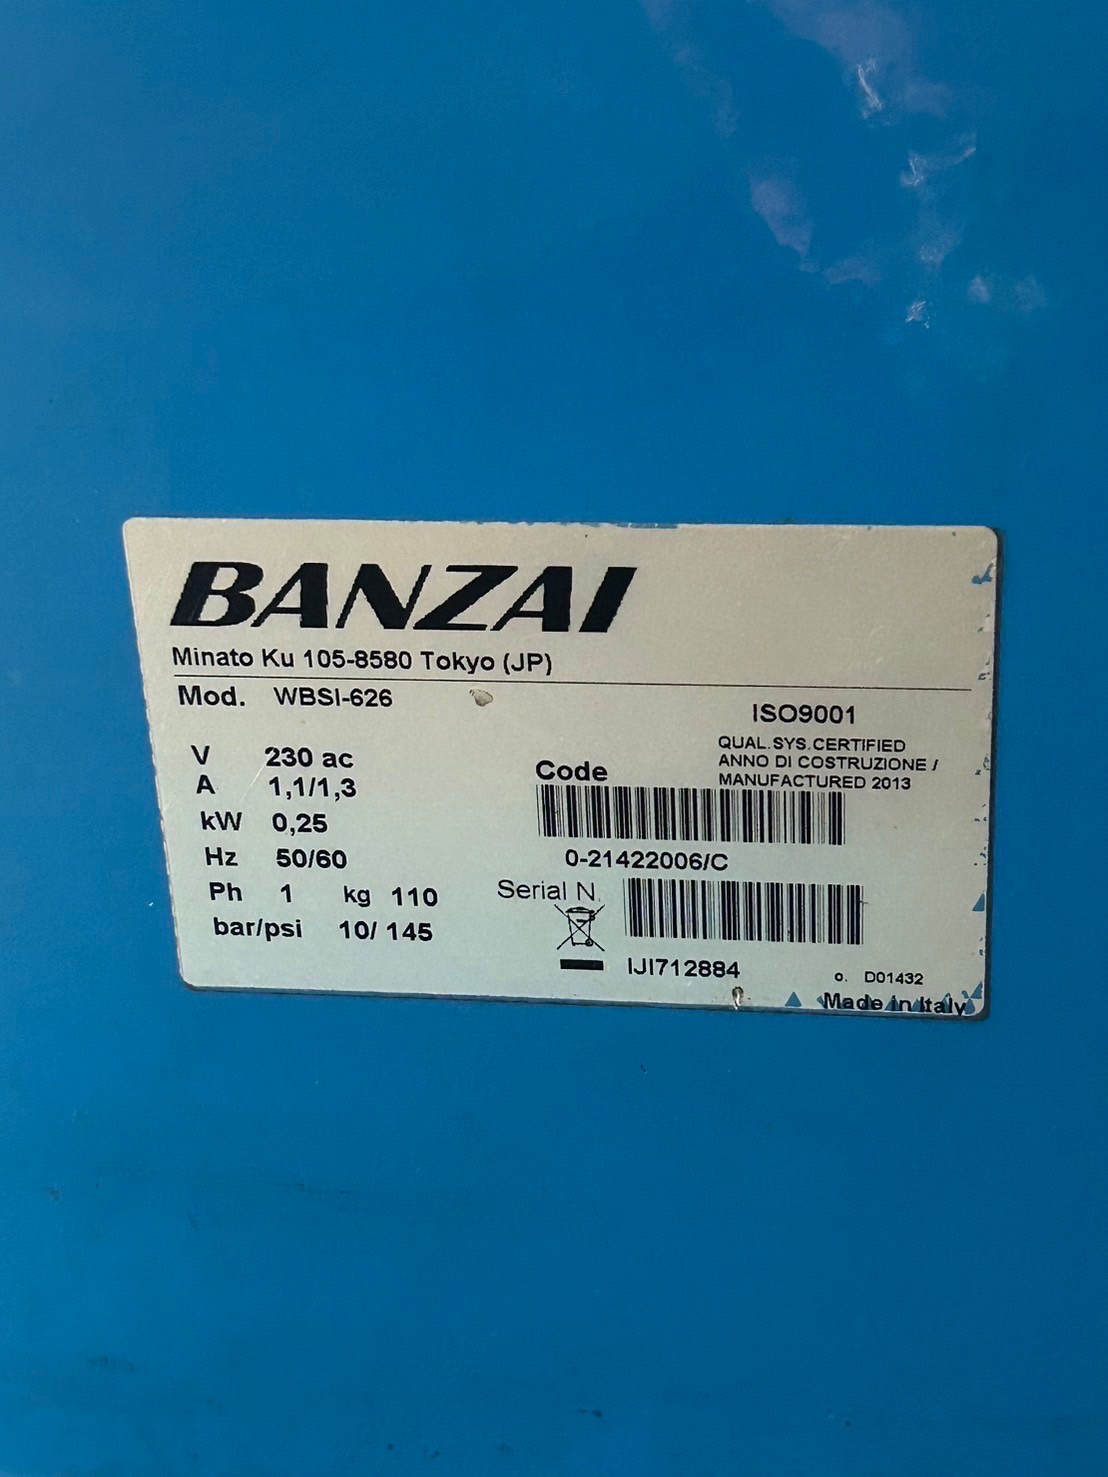 BANZAI
Minato Ku 105-8580 Tokyo (JP)
Mod. WBSI-626
ISO9001
QUAL.SYS.CERTIFIED
ANNO DI COSTRUZIONE /
MANUFACTURED 2013
V 230 ac
A 1,1/1,3
kW 0,25
Hz 50/60
Ph 1 kg 110
bar/psi 10/ 145
Code
0-21422006/C
Serial N.
IJI712884
o. D01432
Made in Italy